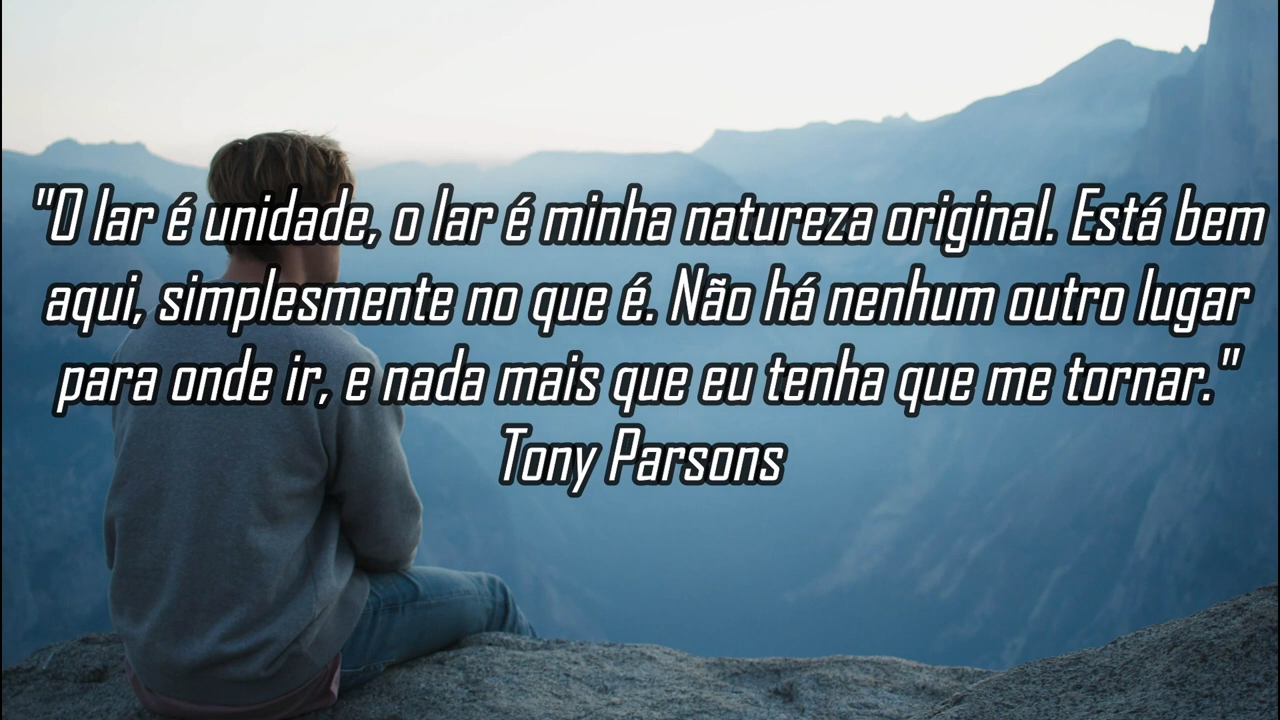 "O lar é unidade, o lar é minha natureza original. Está bem
aqui, simplesmente no que é. Não há nenhum outro lugar
para onde ir, e nada mais que eu tenha que me tornar."
Tony Parsons